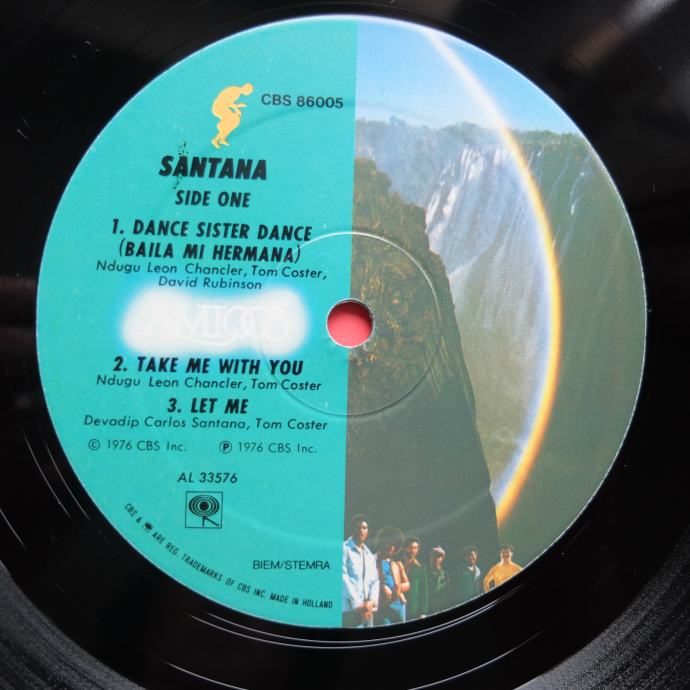 CBS 86005
SANTANA
SIDE ONE
1. DANCE SISTER DANCE
(BAILA MI HERMANA)
Ndugu Leon Chancler, Tom Coster,
David Rubinson
AMIGOS
2. TAKE ME WITH YOU
Ndugu Leon Chancler, Tom Coster
3. LET ME
Devadip Carlos Santana, Tom Coster
© 1976 CBS Inc. ℗ 1976 CBS Inc.
AL 33576
BIEM/STEMRA
CBS & ARE REG. TRADEMARKS OF CBS INC. MADE IN HOLLAND